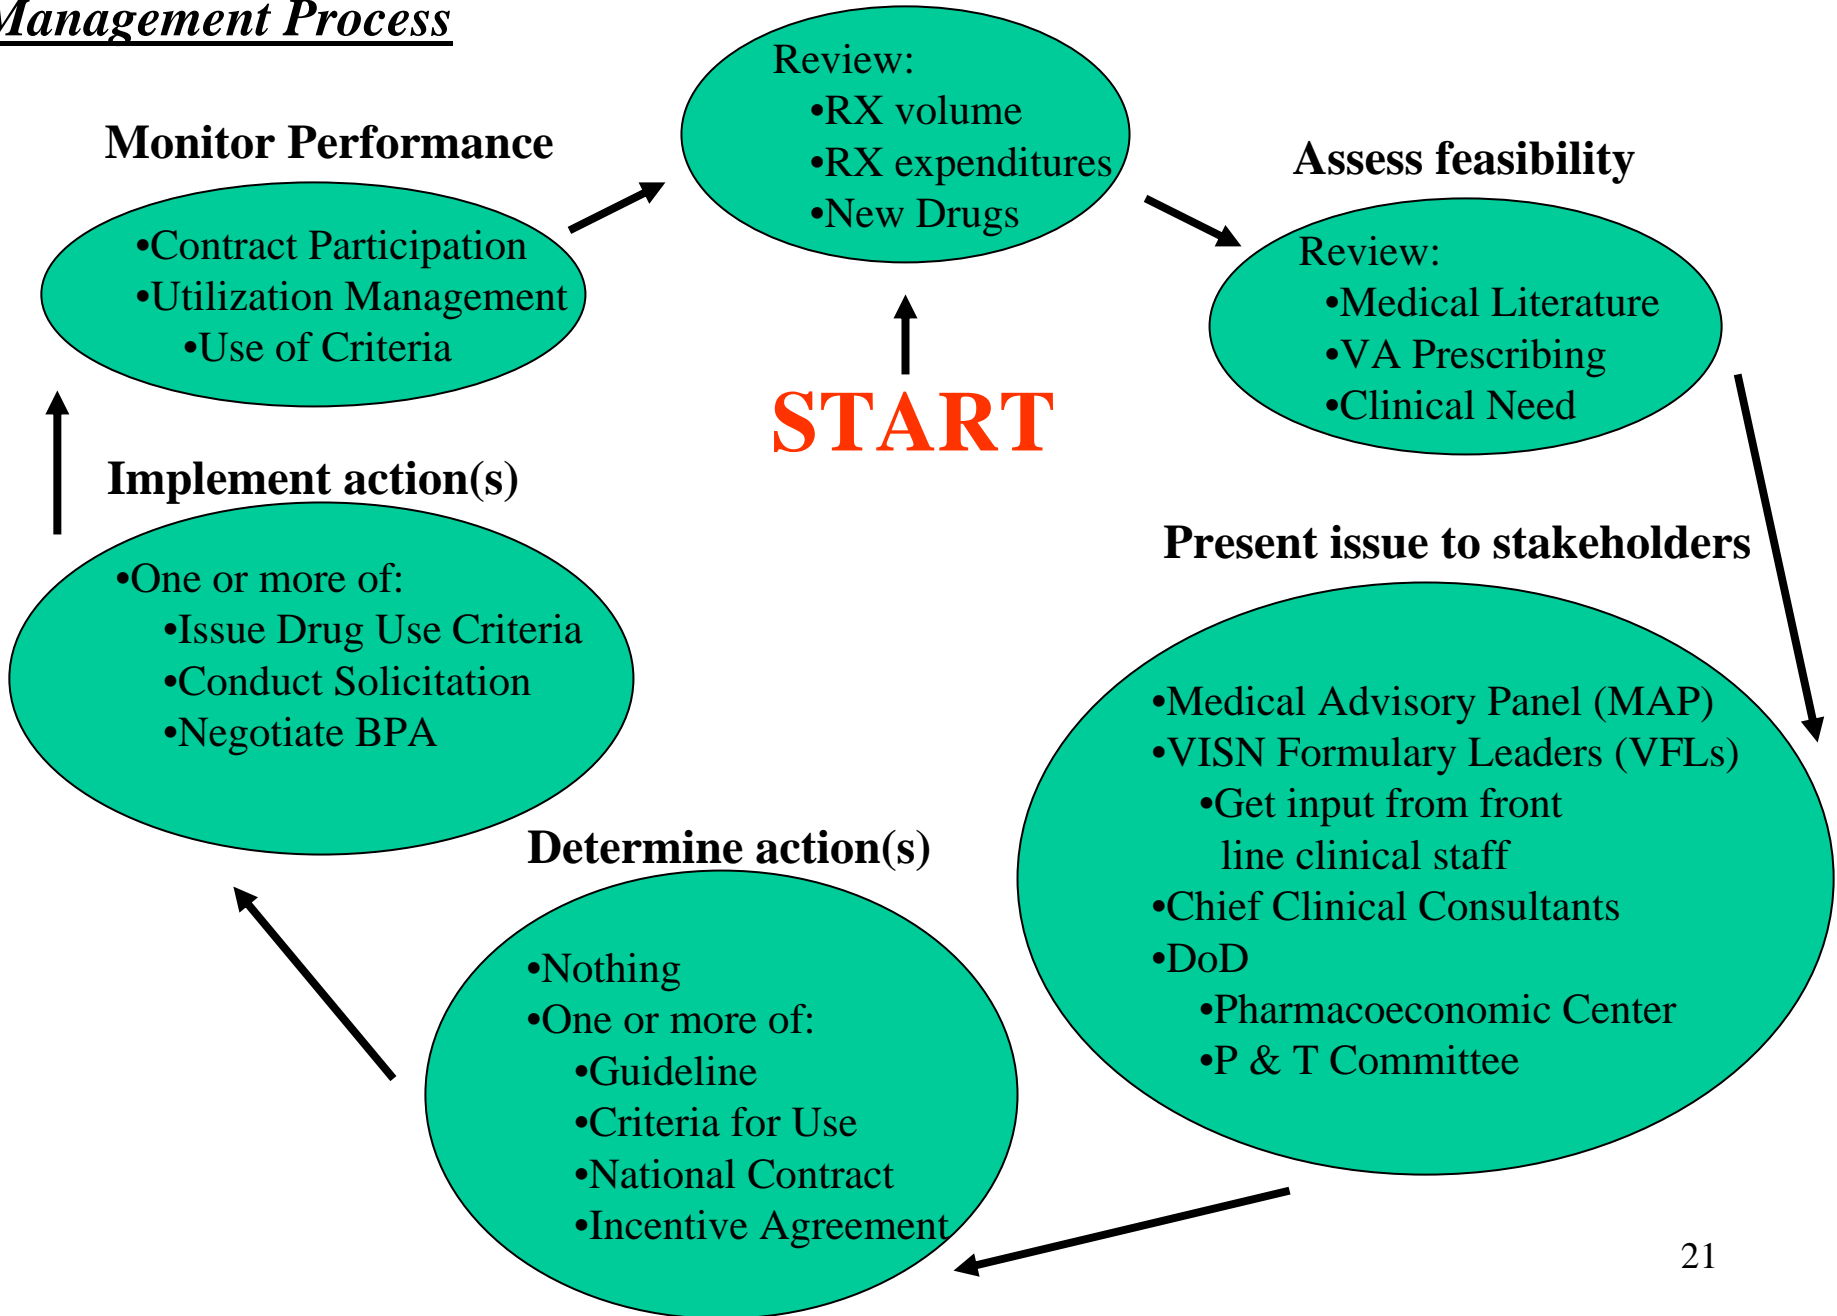 Management Process
Review:
•RX volume
•RX expenditures
•New Drugs
START
Assess feasibility
Review:
•Medical Literature
•VA Prescribing
•Clinical Need
Present issue to stakeholders
•Medical Advisory Panel (MAP)
•VISN Formulary Leaders (VFLs)
•Get input from front
line clinical staff
•Chief Clinical Consultants
•DoD
•Pharmacoeconomic Center
•P & T Committee
Determine action(s)
•Nothing
•One or more of:
•Guideline
•Criteria for Use
•National Contract
•Incentive Agreement
Implement action(s)
•One or more of:
•Issue Drug Use Criteria
•Conduct Solicitation
•Negotiate BPA
Monitor Performance
•Contract Participation
•Utilization Management
•Use of Criteria
21